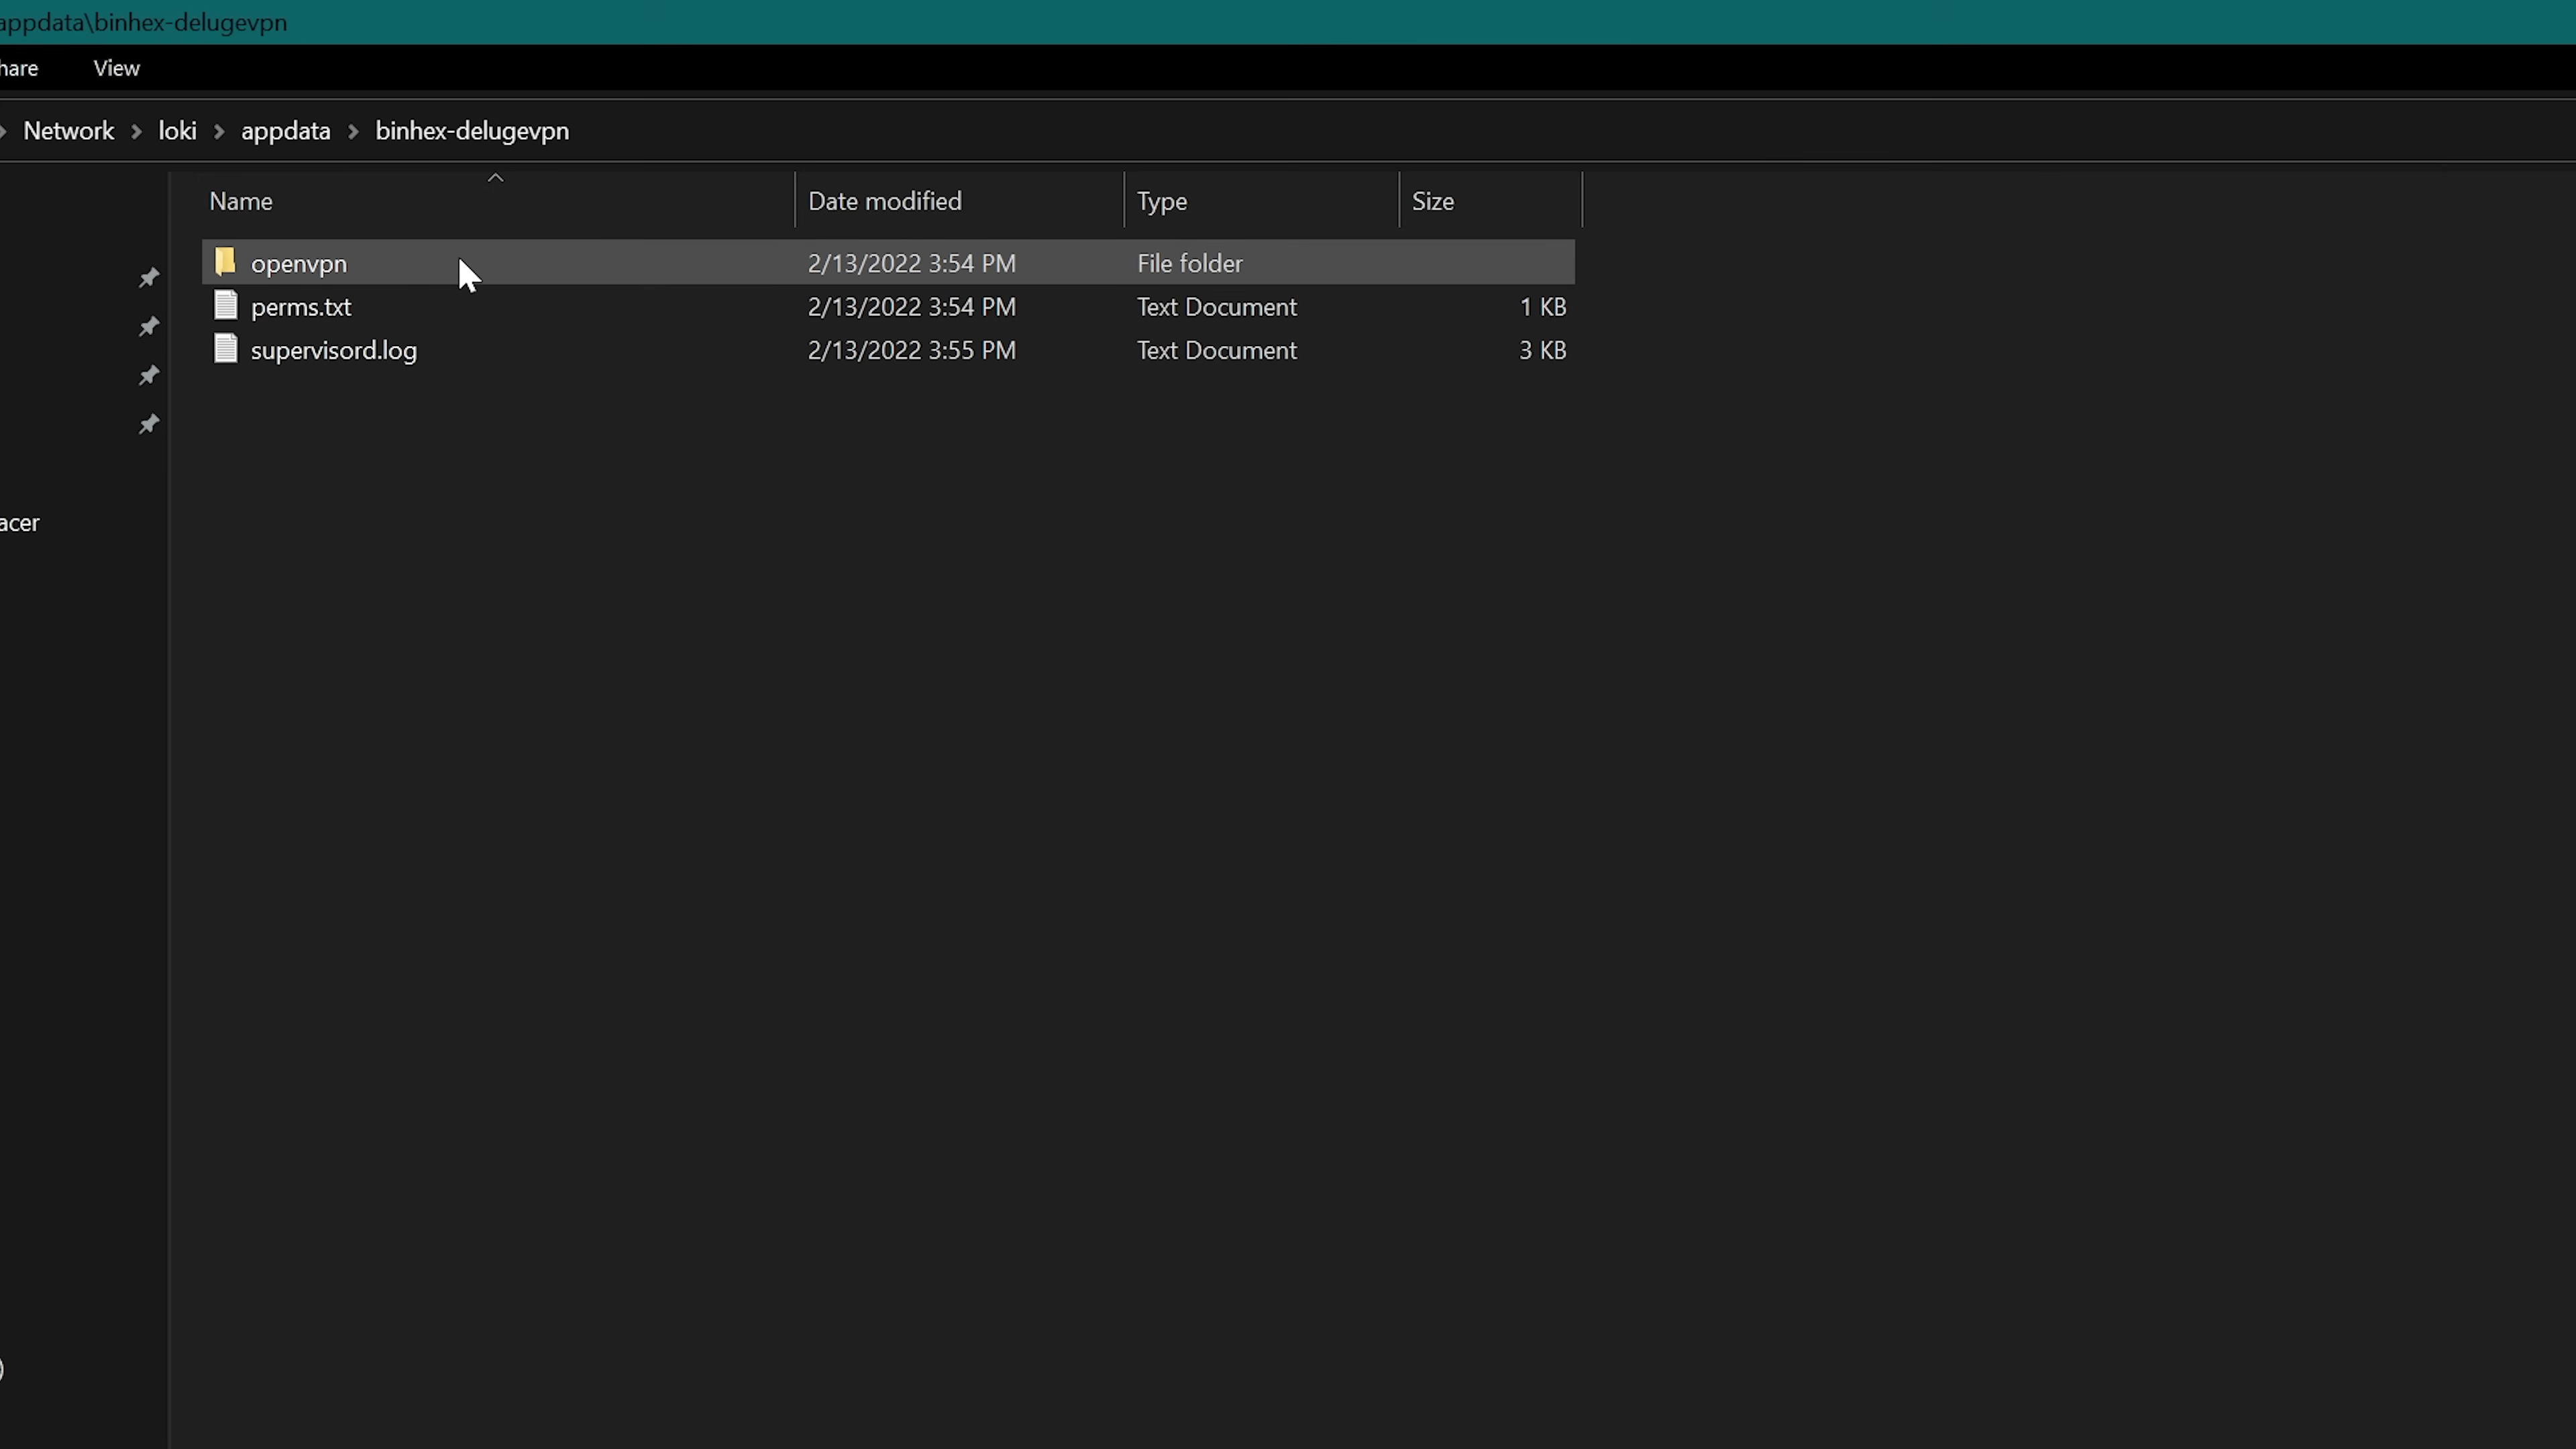 appdata\binhex-delugevpn
hare View
Network loki appdata binhex-delugevpn
Name Date modified Type Size
openvpn 2/13/2022 3:54 PM File folder
perms.txt 2/13/2022 3:54 PM Text Document 1 KB
supervisord.log 2/13/2022 3:55 PM Text Document 3 KB
acer